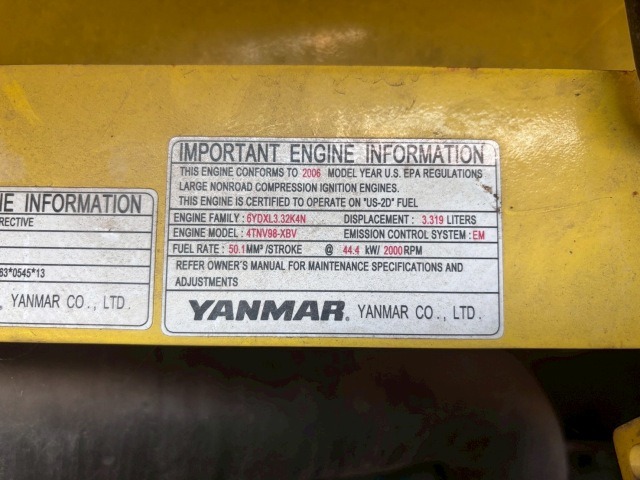 IMPORTANT ENGINE INFORMATION
THIS ENGINE CONFORMS TO 2006 MODEL YEAR U.S. EPA REGULATIONS
LARGE NONROAD COMPRESSION IGNITION ENGINES.
THIS ENGINE IS CERTIFIED TO OPERATE ON "US-2D" FUEL
ENGINE FAMILY : 6YDXL3.32K4N DISPLACEMENT : 3.319 LITERS
ENGINE MODEL : 4TNV98-XBV EMISSION CONTROL SYSTEM : EM
FUEL RATE : 50.1MM³/STROKE @ 44.4 kW/ 2000RPM
REFER OWNER'S MANUAL FOR MAINTENANCE SPECIFICATIONS AND
ADJUSTMENTS
YANMAR. YANMAR CO., LTD.
NE INFORMATION
RECTIVE
63*0545*13
YANMAR CO., LTD.